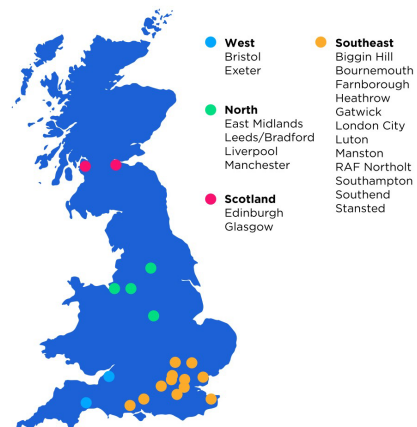 West
Bristol
Exeter
North
East Midlands
Leeds/Bradford
Liverpool
Manchester
Scotland
Edinburgh
Glasgow
Southeast
Biggin Hill
Bournemouth
Farnborough
Heathrow
Gatwick
London City
Luton
Manston
RAF Northolt
Southampton
Southend
Stansted